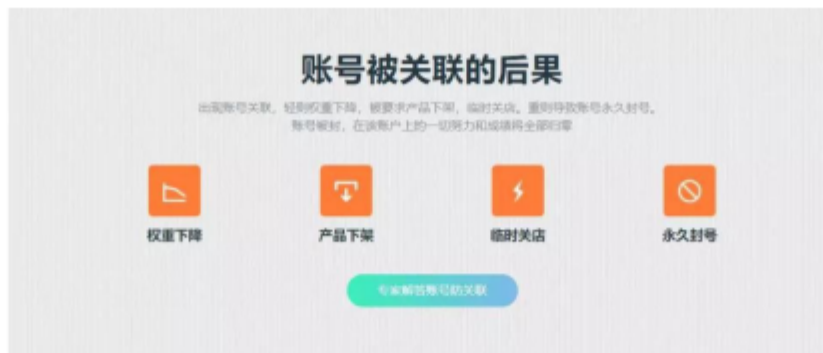 账号被关联的后果
出现账号关联，轻则权重下降，被要求产品下架，临时关店。重则导致账号永久封号。
账号被封，在该账户上的一切努力和成绩将全部归零
权重下降
产品下架
临时关店
永久封号
专家解答账号防关联